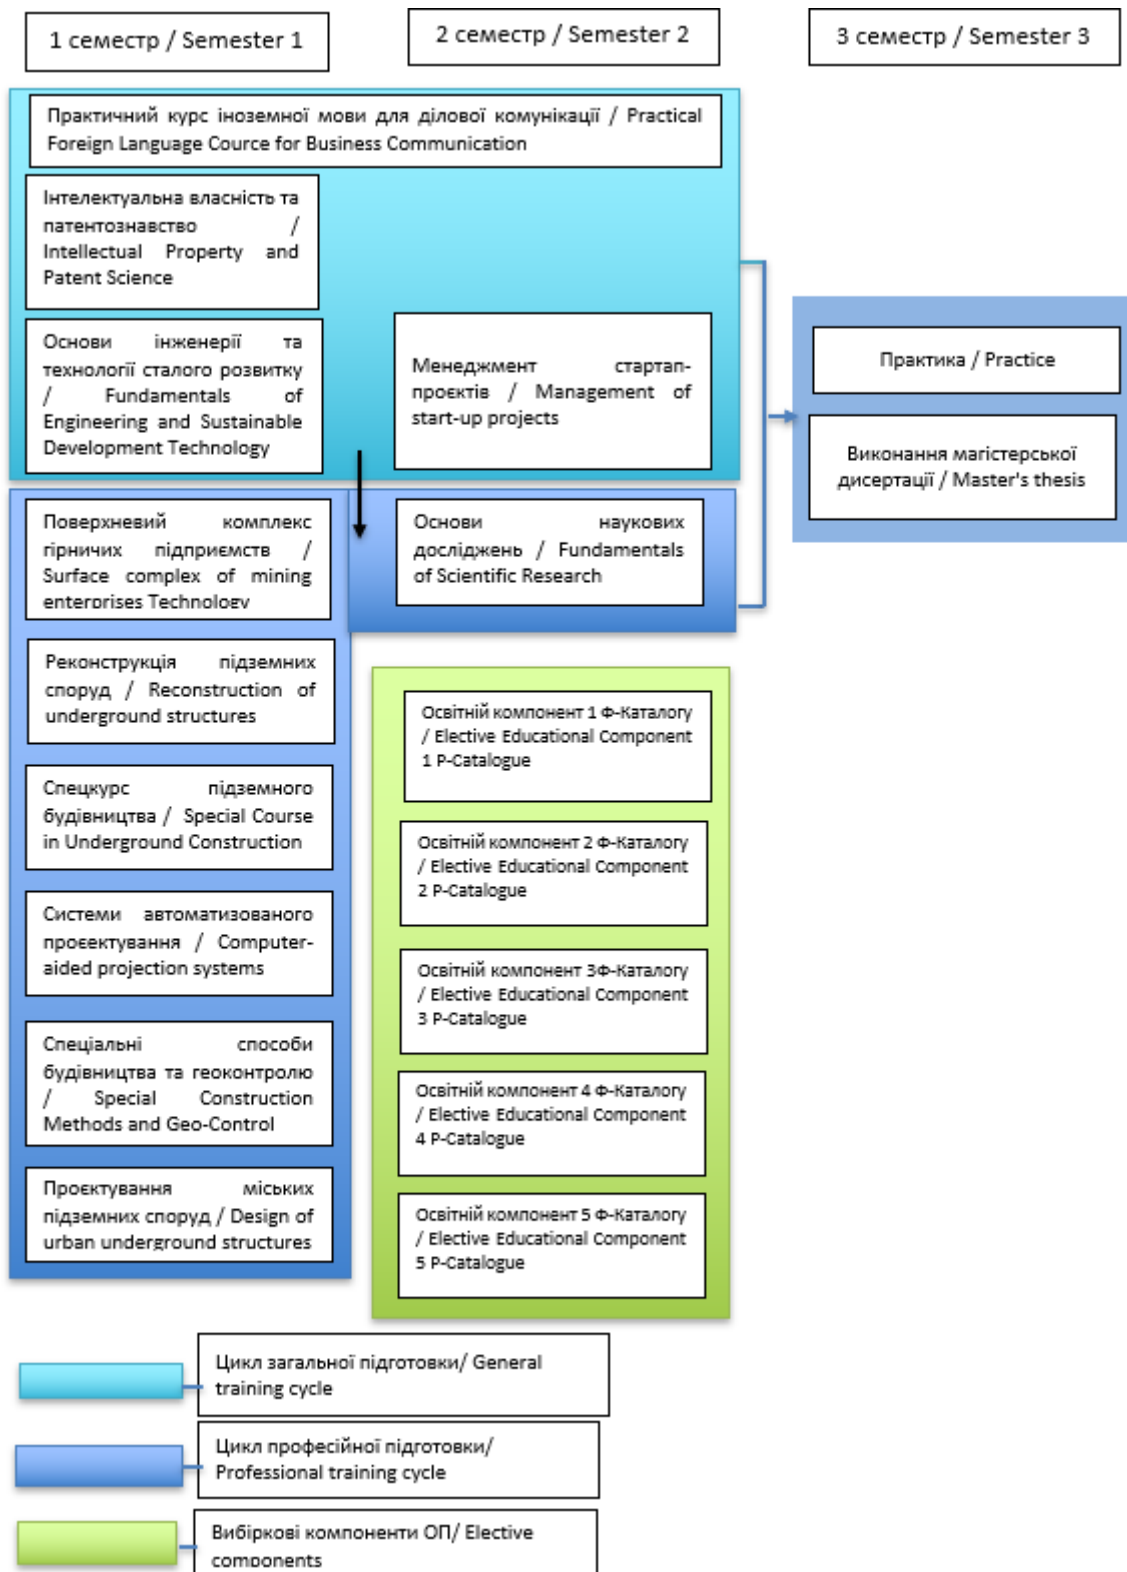 1 семестр / Semester 1
2 семестр / Semester 2
3 семестр / Semester 3
Практичний курс іноземної мови для ділової комунікації / Practical
Foreign Language Cource for Business Communication
Інтелектуальна власність та
патентознавство /
Intellectual Property and
Patent Science
Основи інженерії та
технології сталого розвитку
/ Fundamentals of
Engineering and Sustainable
Development Technology
Менеджмент стартап-
проєктів / Management of
start-up projects
Практика / Practice
Виконання магістерської
дисертації / Master's thesis
Поверхневий комплекс
гірничих підприємств /
Surface complex of mining
enterprises Technology
Основи наукових
досліджень / Fundamentals
of Scientific Research
Реконструкція підземних
споруд / Reconstruction of
underground structures
Спецкурс підземного
будівництва / Special Course
in Underground Construction
Системи автоматизованого
проєектування / Computer-
aided projection systems
Спеціальні способи
будівництва та геоконтролю
/ Special Construction
Methods and Geo-Control
Проєктування міських
підземних споруд / Design of
urban underground structures
Освітній компонент 1 Ф-Каталогу
/ Elective Educational Component
1 P-Catalogue
Освітній компонент 2 Ф-Каталогу
/ Elective Educational Component
2 P-Catalogue
Освітній компонент 3Ф-Каталогу
/ Elective Educational Component
3 P-Catalogue
Освітній компонент 4 Ф-Каталогу
/ Elective Educational Component
4 P-Catalogue
Освітній компонент 5 Ф-Каталогу
/ Elective Educational Component
5 P-Catalogue
Цикл загальної підготовки/ General
training cycle
Цикл професійної підготовки/
Professional training cycle
Вибіркові компоненти ОП/ Elective
components